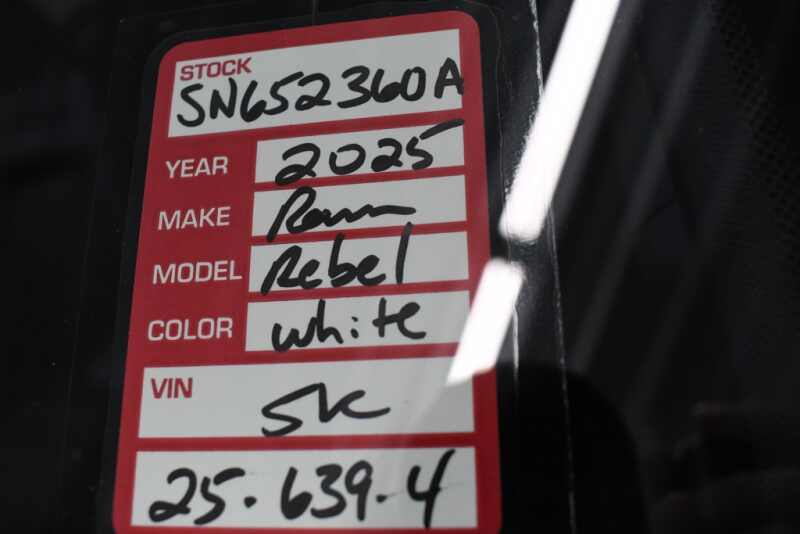 STOCK
SN652360A
YEAR 2025
MAKE Ram
MODEL Rebel
COLOR white
VIN
5k
25-639-4